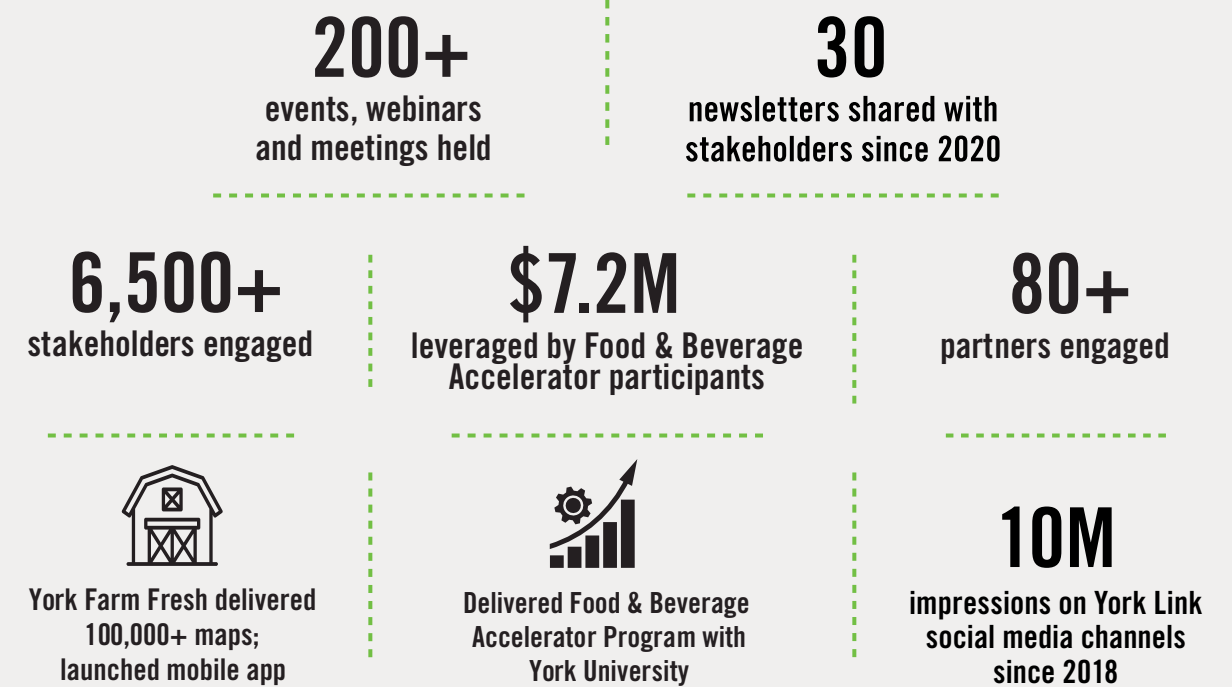 200+
events, webinars
and meetings held
30
newsletters shared with
stakeholders since 2020
6,500+
stakeholders engaged
$7.2M
leveraged by Food & Beverage
Accelerator participants
80+
partners engaged
York Farm Fresh delivered
100,000+ maps;
launched mobile app
Delivered Food & Beverage
Accelerator Program with
York University
10M
impressions on York Link
social media channels
since 2018